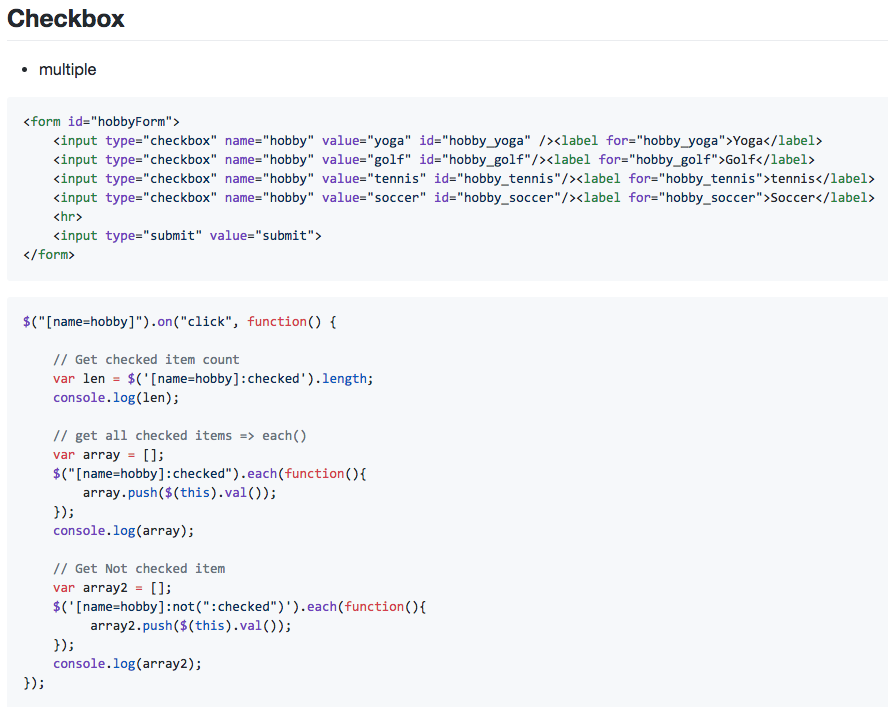 Checkbox
• multiple
<form id="hobbyForm">
    <input type="checkbox" name="hobby" value="yoga" id="hobby_yoga" /><label for="hobby_yoga">Yoga</label>
    <input type="checkbox" name="hobby" value="golf" id="hobby_golf"/><label for="hobby_golf">Golf</label>
    <input type="checkbox" name="hobby" value="tennis" id="hobby_tennis"/><label for="hobby_tennis">tennis</label>
    <input type="checkbox" name="hobby" value="soccer" id="hobby_soccer"/><label for="hobby_soccer">Soccer</label>
    <hr>
    <input type="submit" value="submit">
</form>
$("[name=hobby]").on("click", function() {
    // Get checked item count
    var len = $('[name=hobby]:checked').length;
    console.log(len);
    // get all checked items => each()
    var array = [];
    $("[name=hobby]:checked").each(function(){
        array.push($(this).val());
    });
    console.log(array);
    // Get Not checked item
    var array2 = [];
    $('[name=hobby]:not(":checked")').each(function(){
         array2.push($(this).val());
    });
    console.log(array2);
});